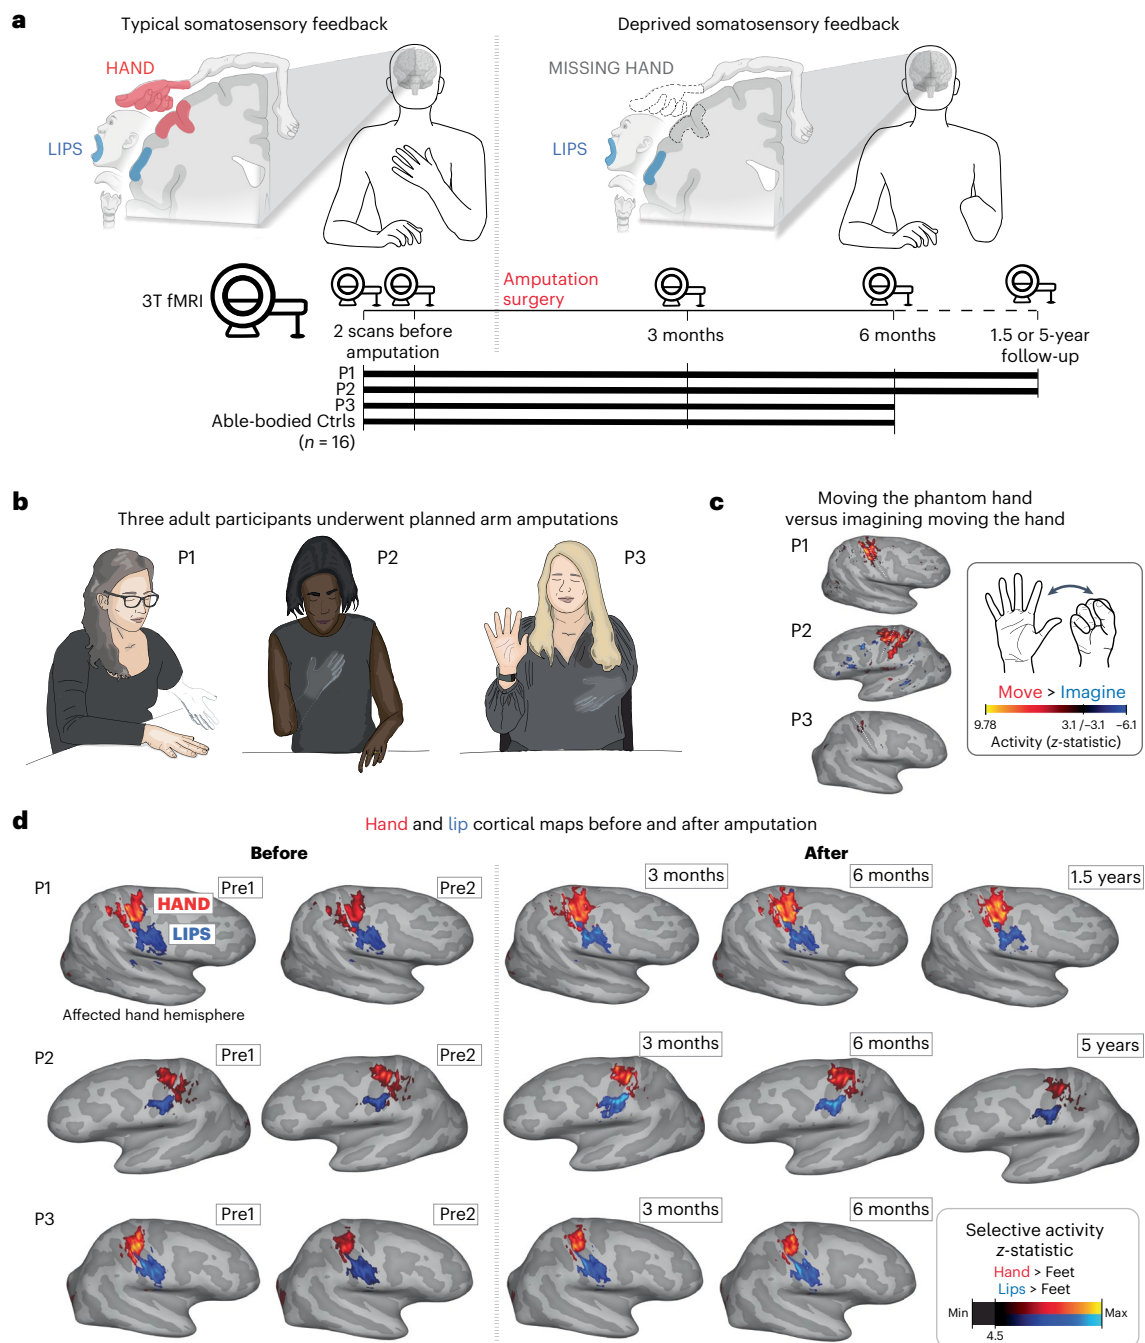 a
Typical somatosensory feedback
Deprived somatosensory feedback
HAND
LIPS
MISSING HAND
LIPS
3T fMRI
Amputation
surgery
2 scans before
amputation
3 months
6 months
1.5 or 5-year
follow-up
P1
P2
P3
Able-bodied Ctrls
(n = 16)
b
Three adult participants underwent planned arm amputations
P1
P2
P3
c
Moving the phantom hand
versus imagining moving the hand
P1
P2
P3
Move > Imagine
9.78 3.1 /−3.1 −6.1
Activity (z-statistic)
d
Hand and lip cortical maps before and after amputation
Before
After
P1
Pre1
HAND
LIPS
Pre2
3 months
6 months
1.5 years
Affected hand hemisphere
P2
Pre1
Pre2
3 months
6 months
5 years
P3
Pre1
Pre2
3 months
6 months
Selective activity
z-statistic
Hand > Feet
Lips > Feet
Min
Max
4.5